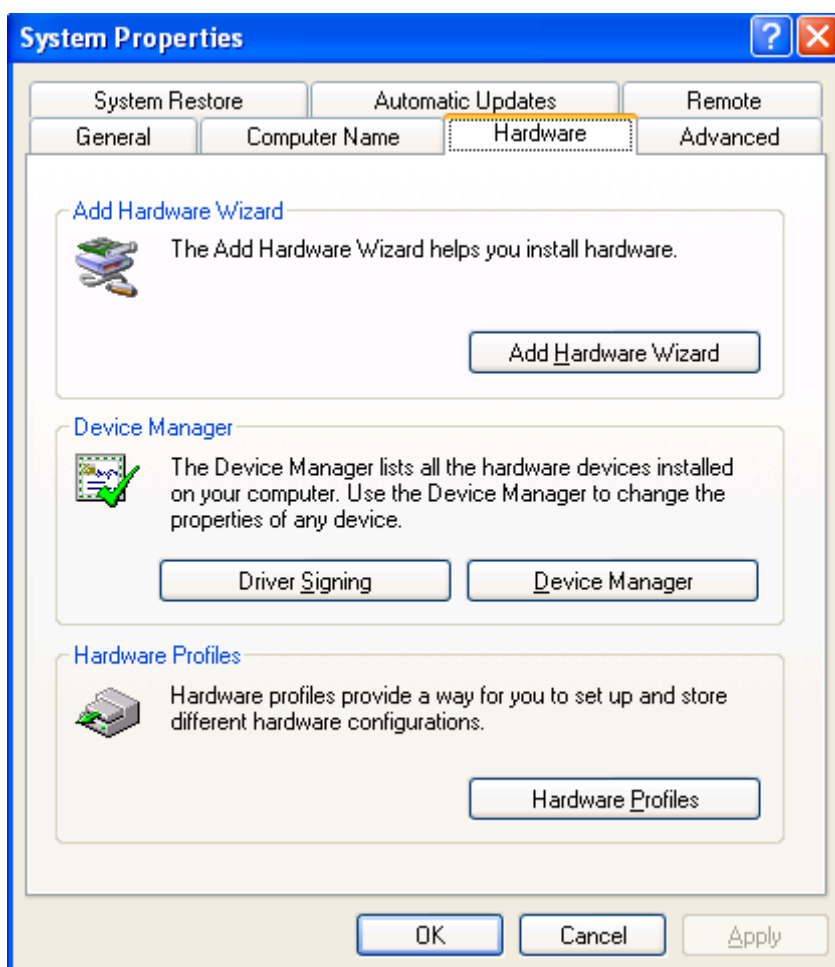 System Properties
System Restore Automatic Updates Remote
General Computer Name Hardware Advanced
Add Hardware Wizard
The Add Hardware Wizard helps you install hardware.
Add Hardware Wizard
Device Manager
The Device Manager lists all the hardware devices installed
on your computer. Use the Device Manager to change the
properties of any device.
Driver Signing Device Manager
Hardware Profiles
Hardware profiles provide a way for you to set up and store
different hardware configurations.
Hardware Profiles
OK Cancel Apply